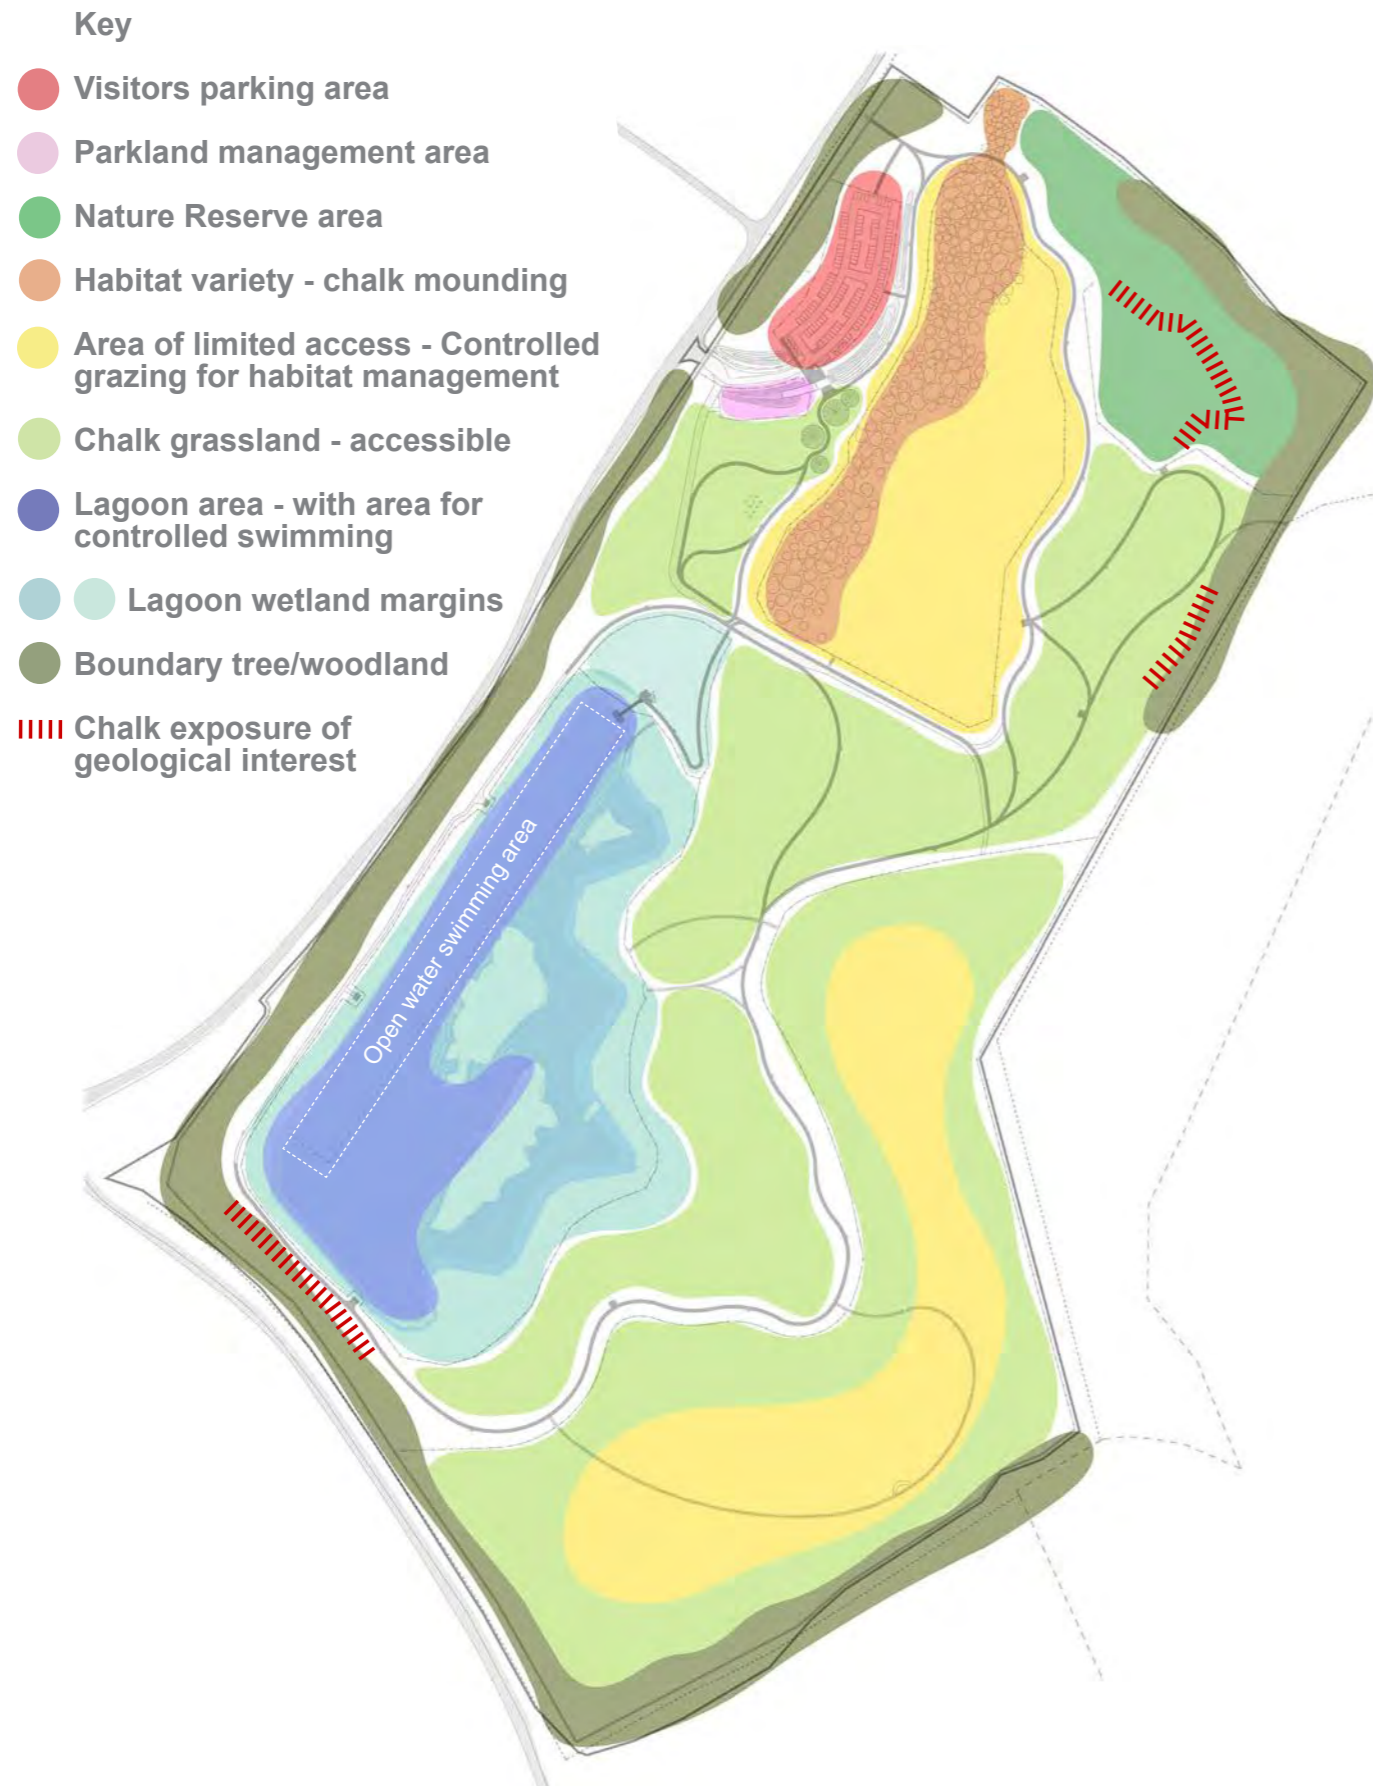 Key
Visitors parking area
Parkland management area
Nature Reserve area
Habitat variety - chalk mounding
Area of limited access - Controlled
grazing for habitat management
Chalk grassland - accessible
Lagoon area - with area for
controlled swimming
Lagoon wetland margins
Boundary tree/woodland
Chalk exposure of
geological interest
Open water swimming area